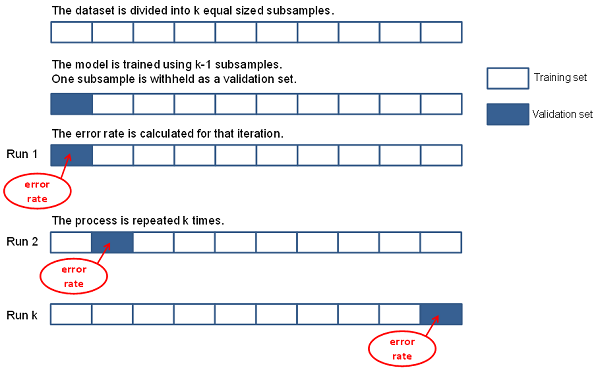 The dataset is divided into k equal sized subsamples.
The model is trained using k-1 subsamples.
One subsample is withheld as a validation set.
Training set
Validation set
The error rate is calculated for that iteration.
Run 1
error
rate
The process is repeated k times.
Run 2
error
rate
Run k
error
rate